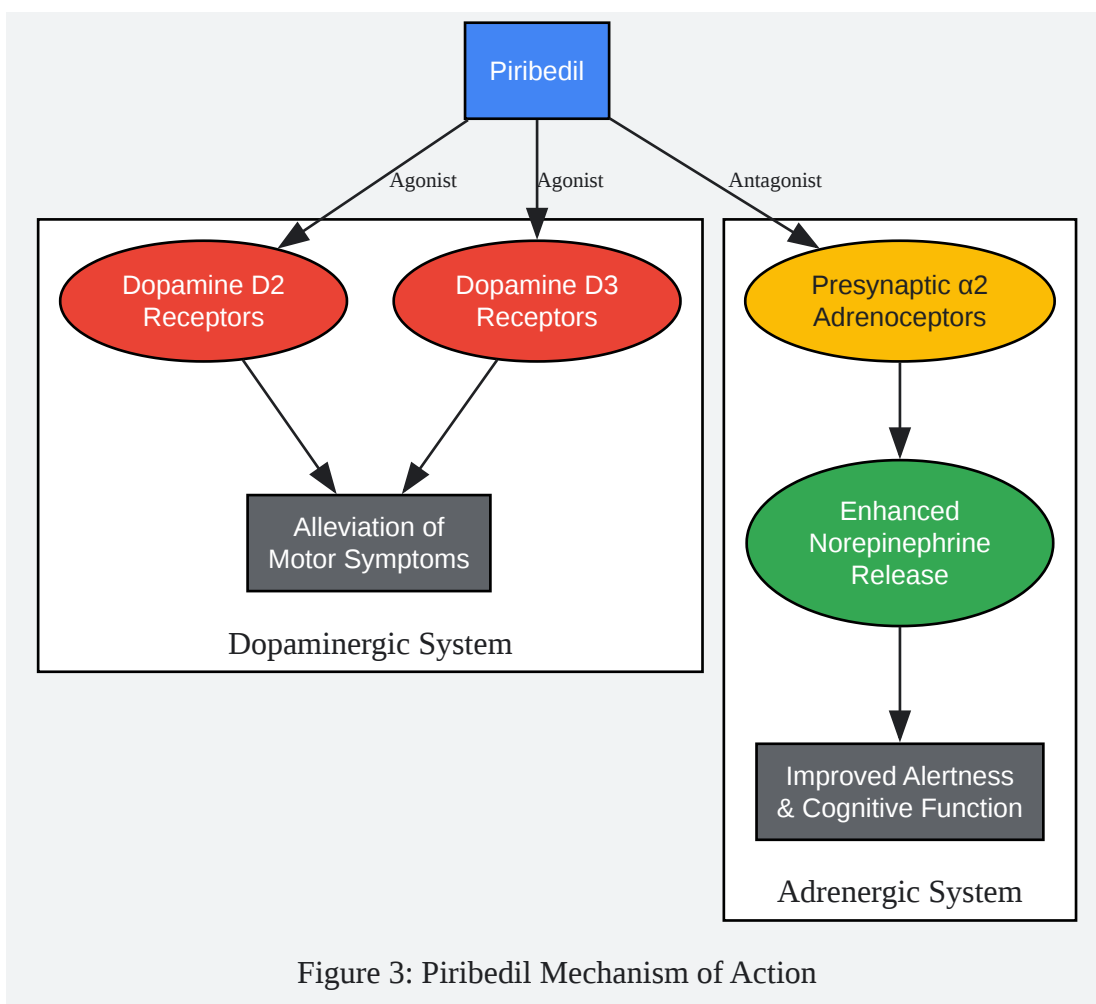 Piribedil
Agonist
Agonist
Antagonist
Dopamine D2
Receptors
Dopamine D3
Receptors
Presynaptic α2
Adrenoceptors
Alleviation of
Motor Symptoms
Enhanced
Norepinephrine
Release
Dopaminergic System
Improved Alertness
& Cognitive Function
Adrenergic System
Figure 3: Piribedil Mechanism of Action